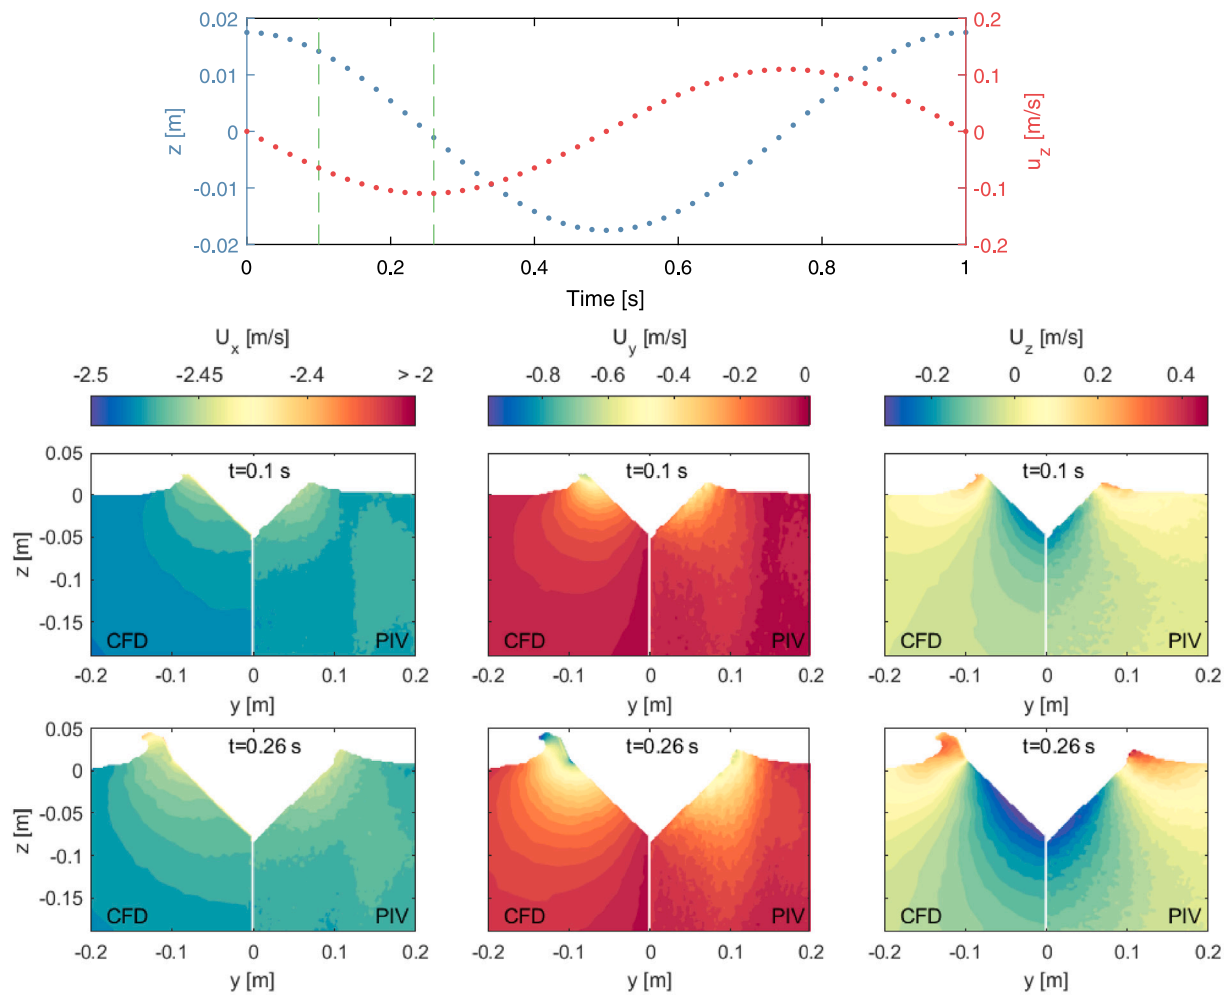 0.02
0.01
0
-0.01
-0.02
z [m]
0.2
0.1
0
-0.1
-0.2
u_z [m/s]
0 0.2 0.4 0.6 0.8 1
Time [s]
U_x [m/s]
-2.5 -2.45 -2.4 > -2
U_y [m/s]
-0.8 -0.6 -0.4 -0.2 0
U_z [m/s]
-0.2 0 0.2 0.4
0.05
0
-0.05
-0.1
-0.15
z [m]
t=0.1 s
CFD PIV
-0.2 -0.1 0 0.1 0.2
y [m]
t=0.1 s
CFD PIV
-0.2 -0.1 0 0.1 0.2
y [m]
t=0.1 s
CFD PIV
-0.2 -0.1 0 0.1 0.2
y [m]
0.05
0
-0.05
-0.1
-0.15
z [m]
t=0.26 s
CFD PIV
-0.2 -0.1 0 0.1 0.2
y [m]
t=0.26 s
CFD PIV
-0.2 -0.1 0 0.1 0.2
y [m]
t=0.26 s
CFD PIV
-0.2 -0.1 0 0.1 0.2
y [m]